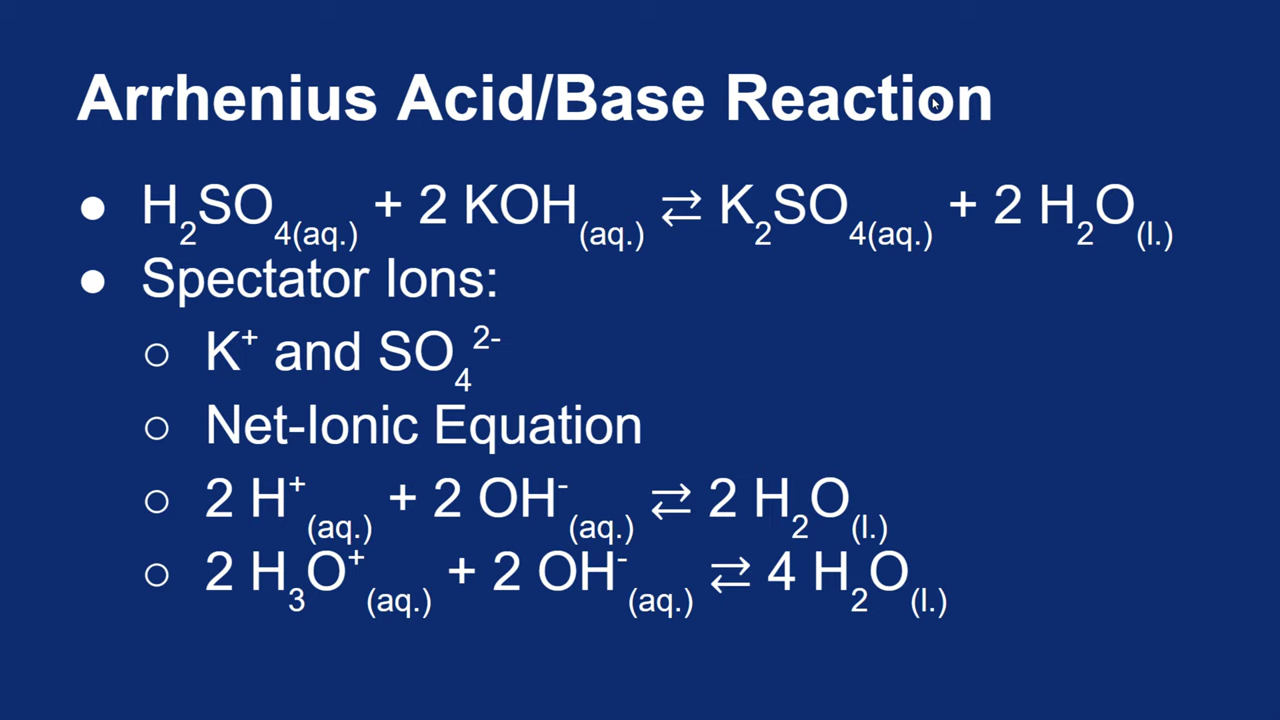 Arrhenius Acid/Base Reaction
● H₂SO₄(aq.) + 2 KOH(aq.) ⇄ K₂SO₄(aq.) + 2 H₂O(l.)
● Spectator Ions:
○ K⁺ and SO₄²⁻
○ Net-Ionic Equation
○ 2 H⁺(aq.) + 2 OH⁻(aq.) ⇄ 2 H₂O(l.)
○ 2 H₃O⁺(aq.) + 2 OH⁻(aq.) ⇄ 4 H₂O(l.)